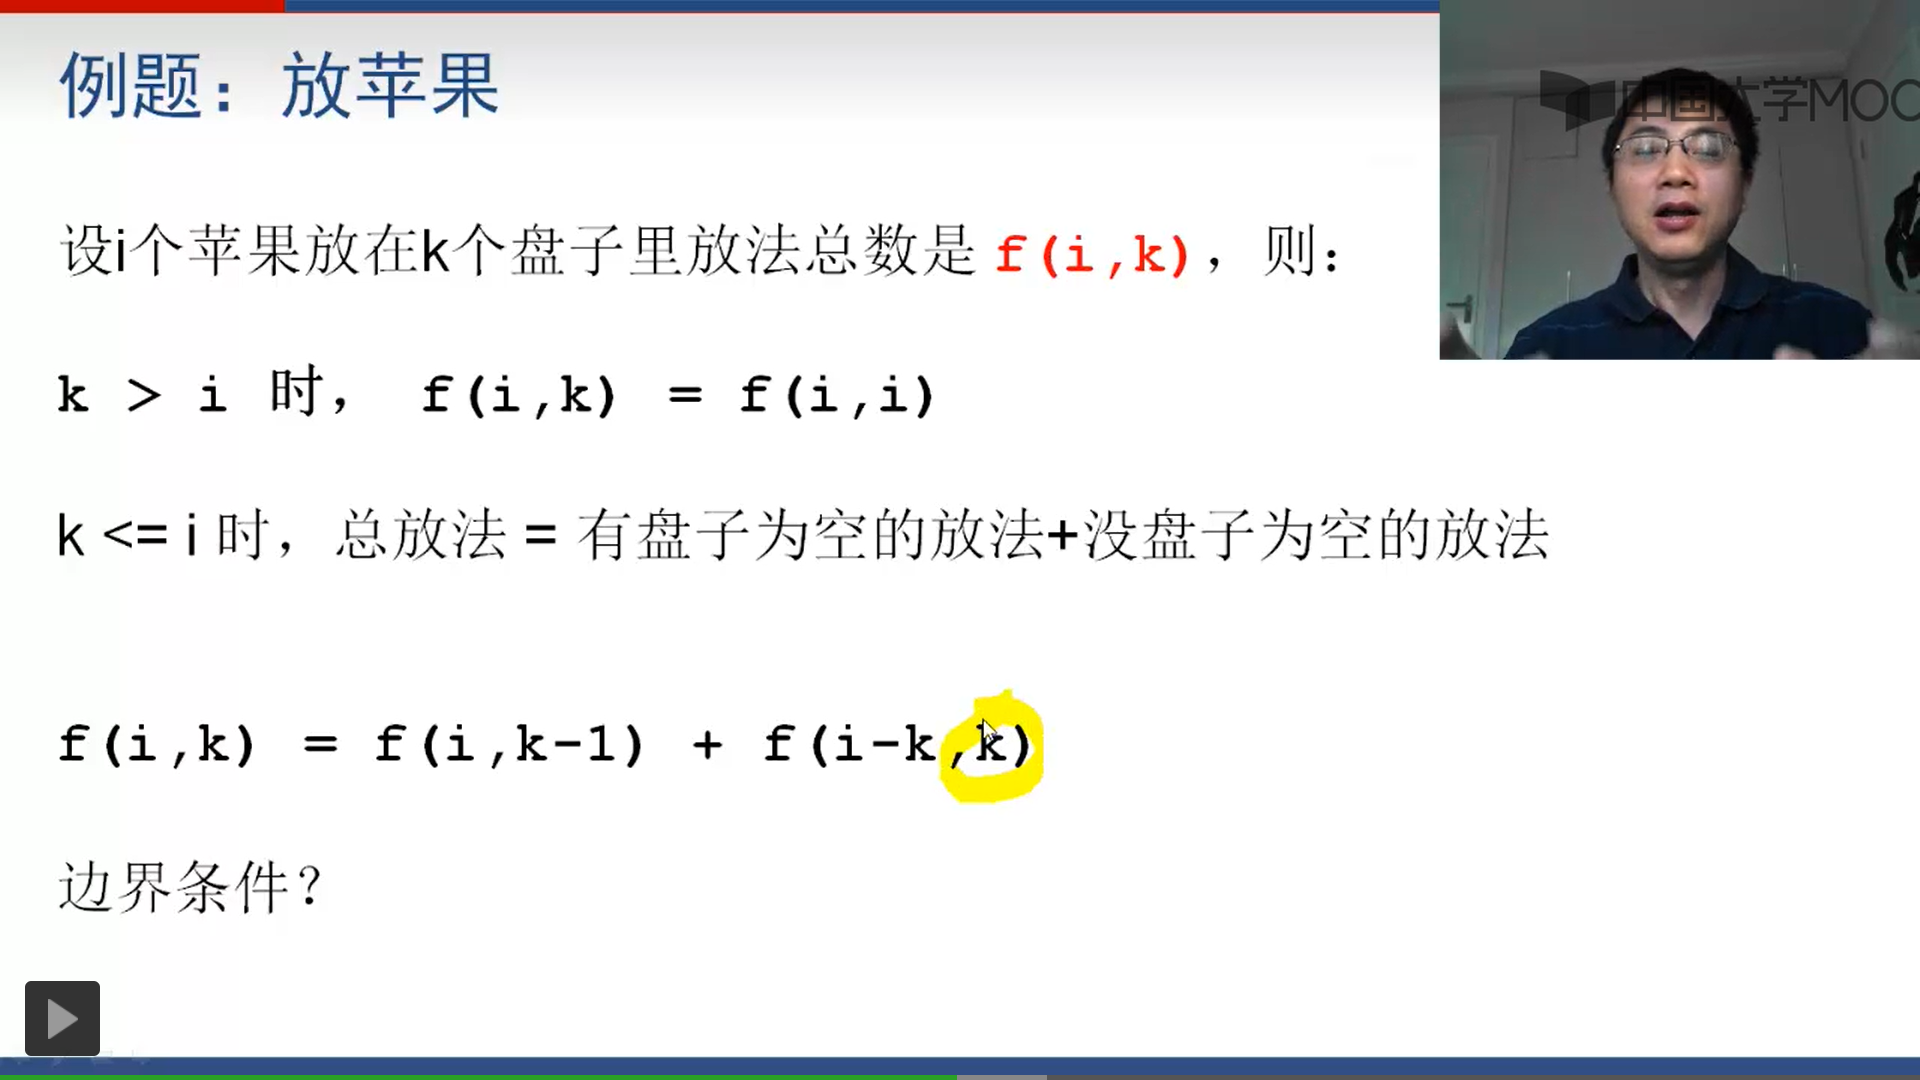 例题：放苹果
中国大学MOO
设i个苹果放在k个盘子里放法总数是 f(i,k)，则：
k > i 时， f(i,k) = f(i,i)
k <= i 时，总放法 = 有盘子为空的放法+没盘子为空的放法
f(i,k) = f(i,k-1) + f(i-k,k)
边界条件？